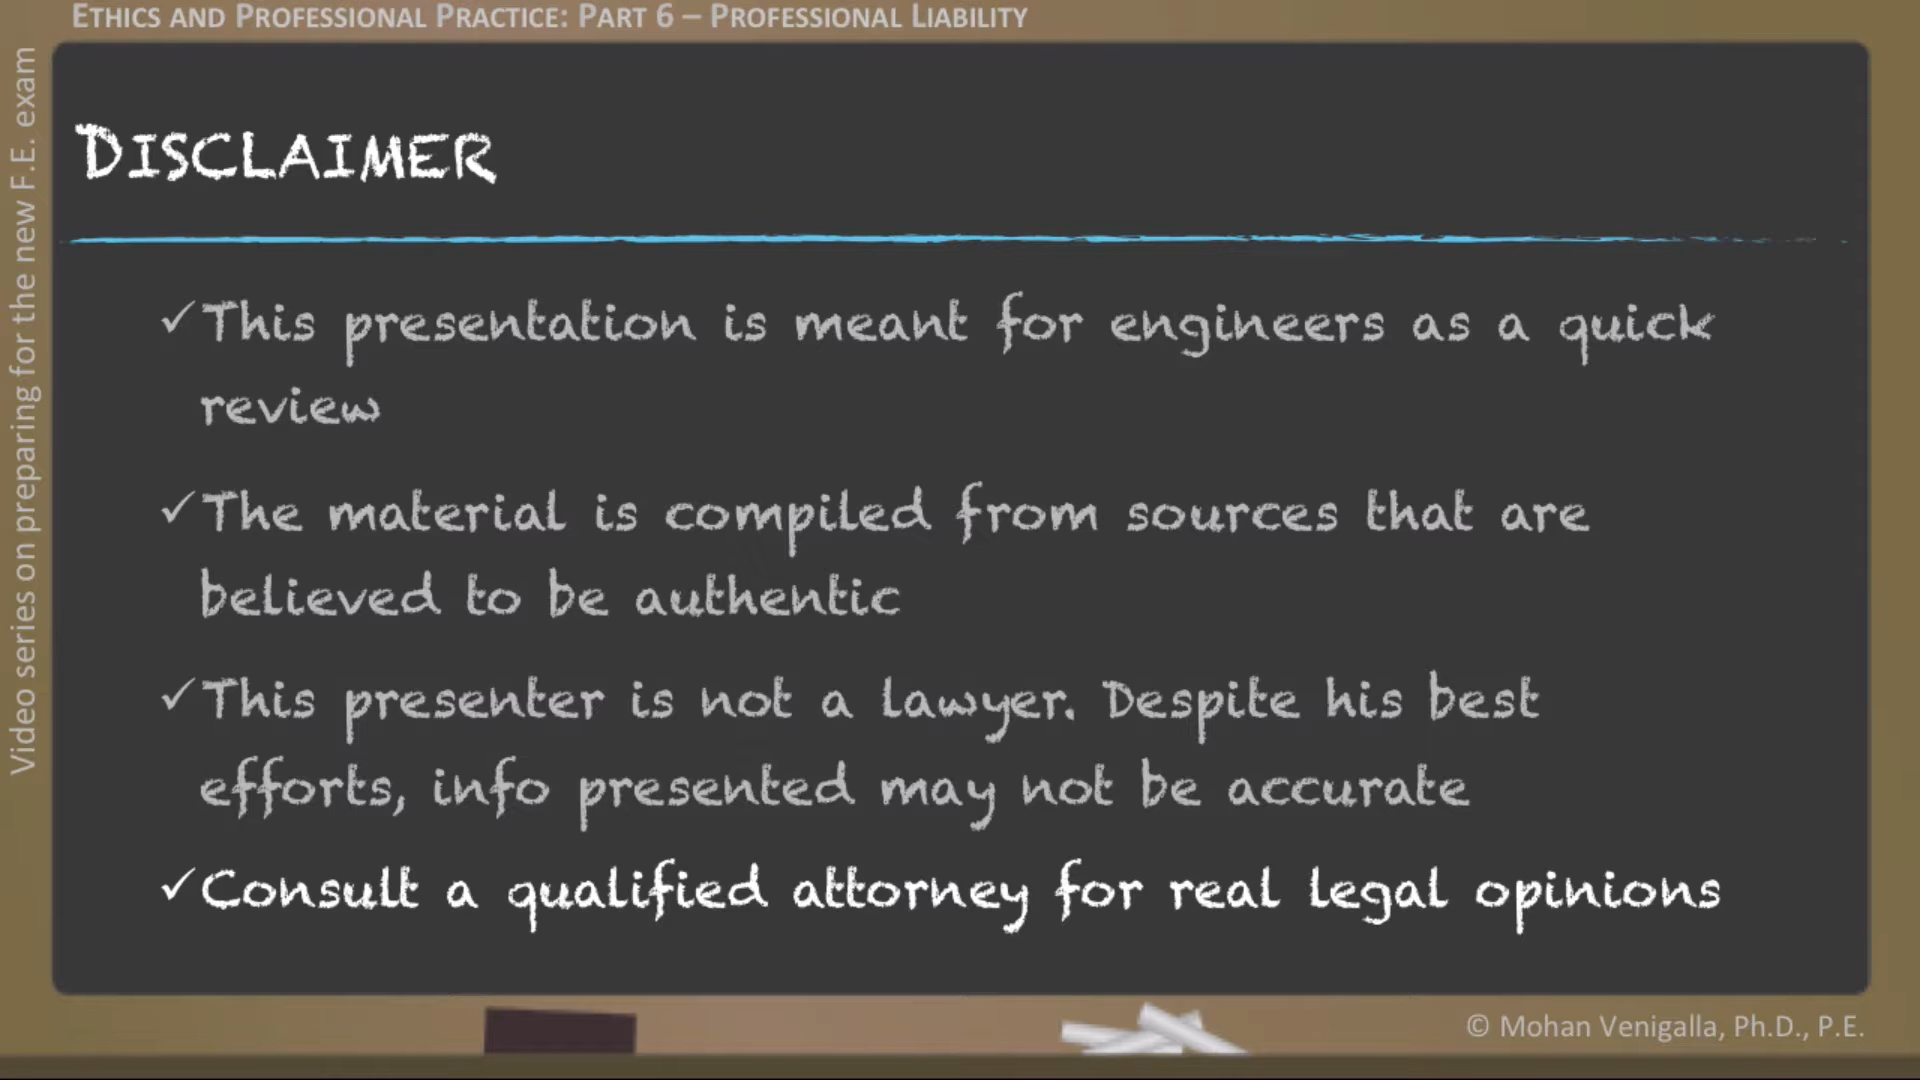 ETHICS AND PROFESSIONAL PRACTICE: PART 6 – PROFESSIONAL LIABILITY
Video series on preparing for the new F.E. exam
DISCLAIMER
✓This presentation is meant for engineers as a quick
review
✓The material is compiled from sources that are
believed to be authentic
✓This presenter is not a lawyer. Despite his best
efforts, info presented may not be accurate
✓Consult a qualified attorney for real legal opinions
© Mohan Venigalla, Ph.D., P.E.